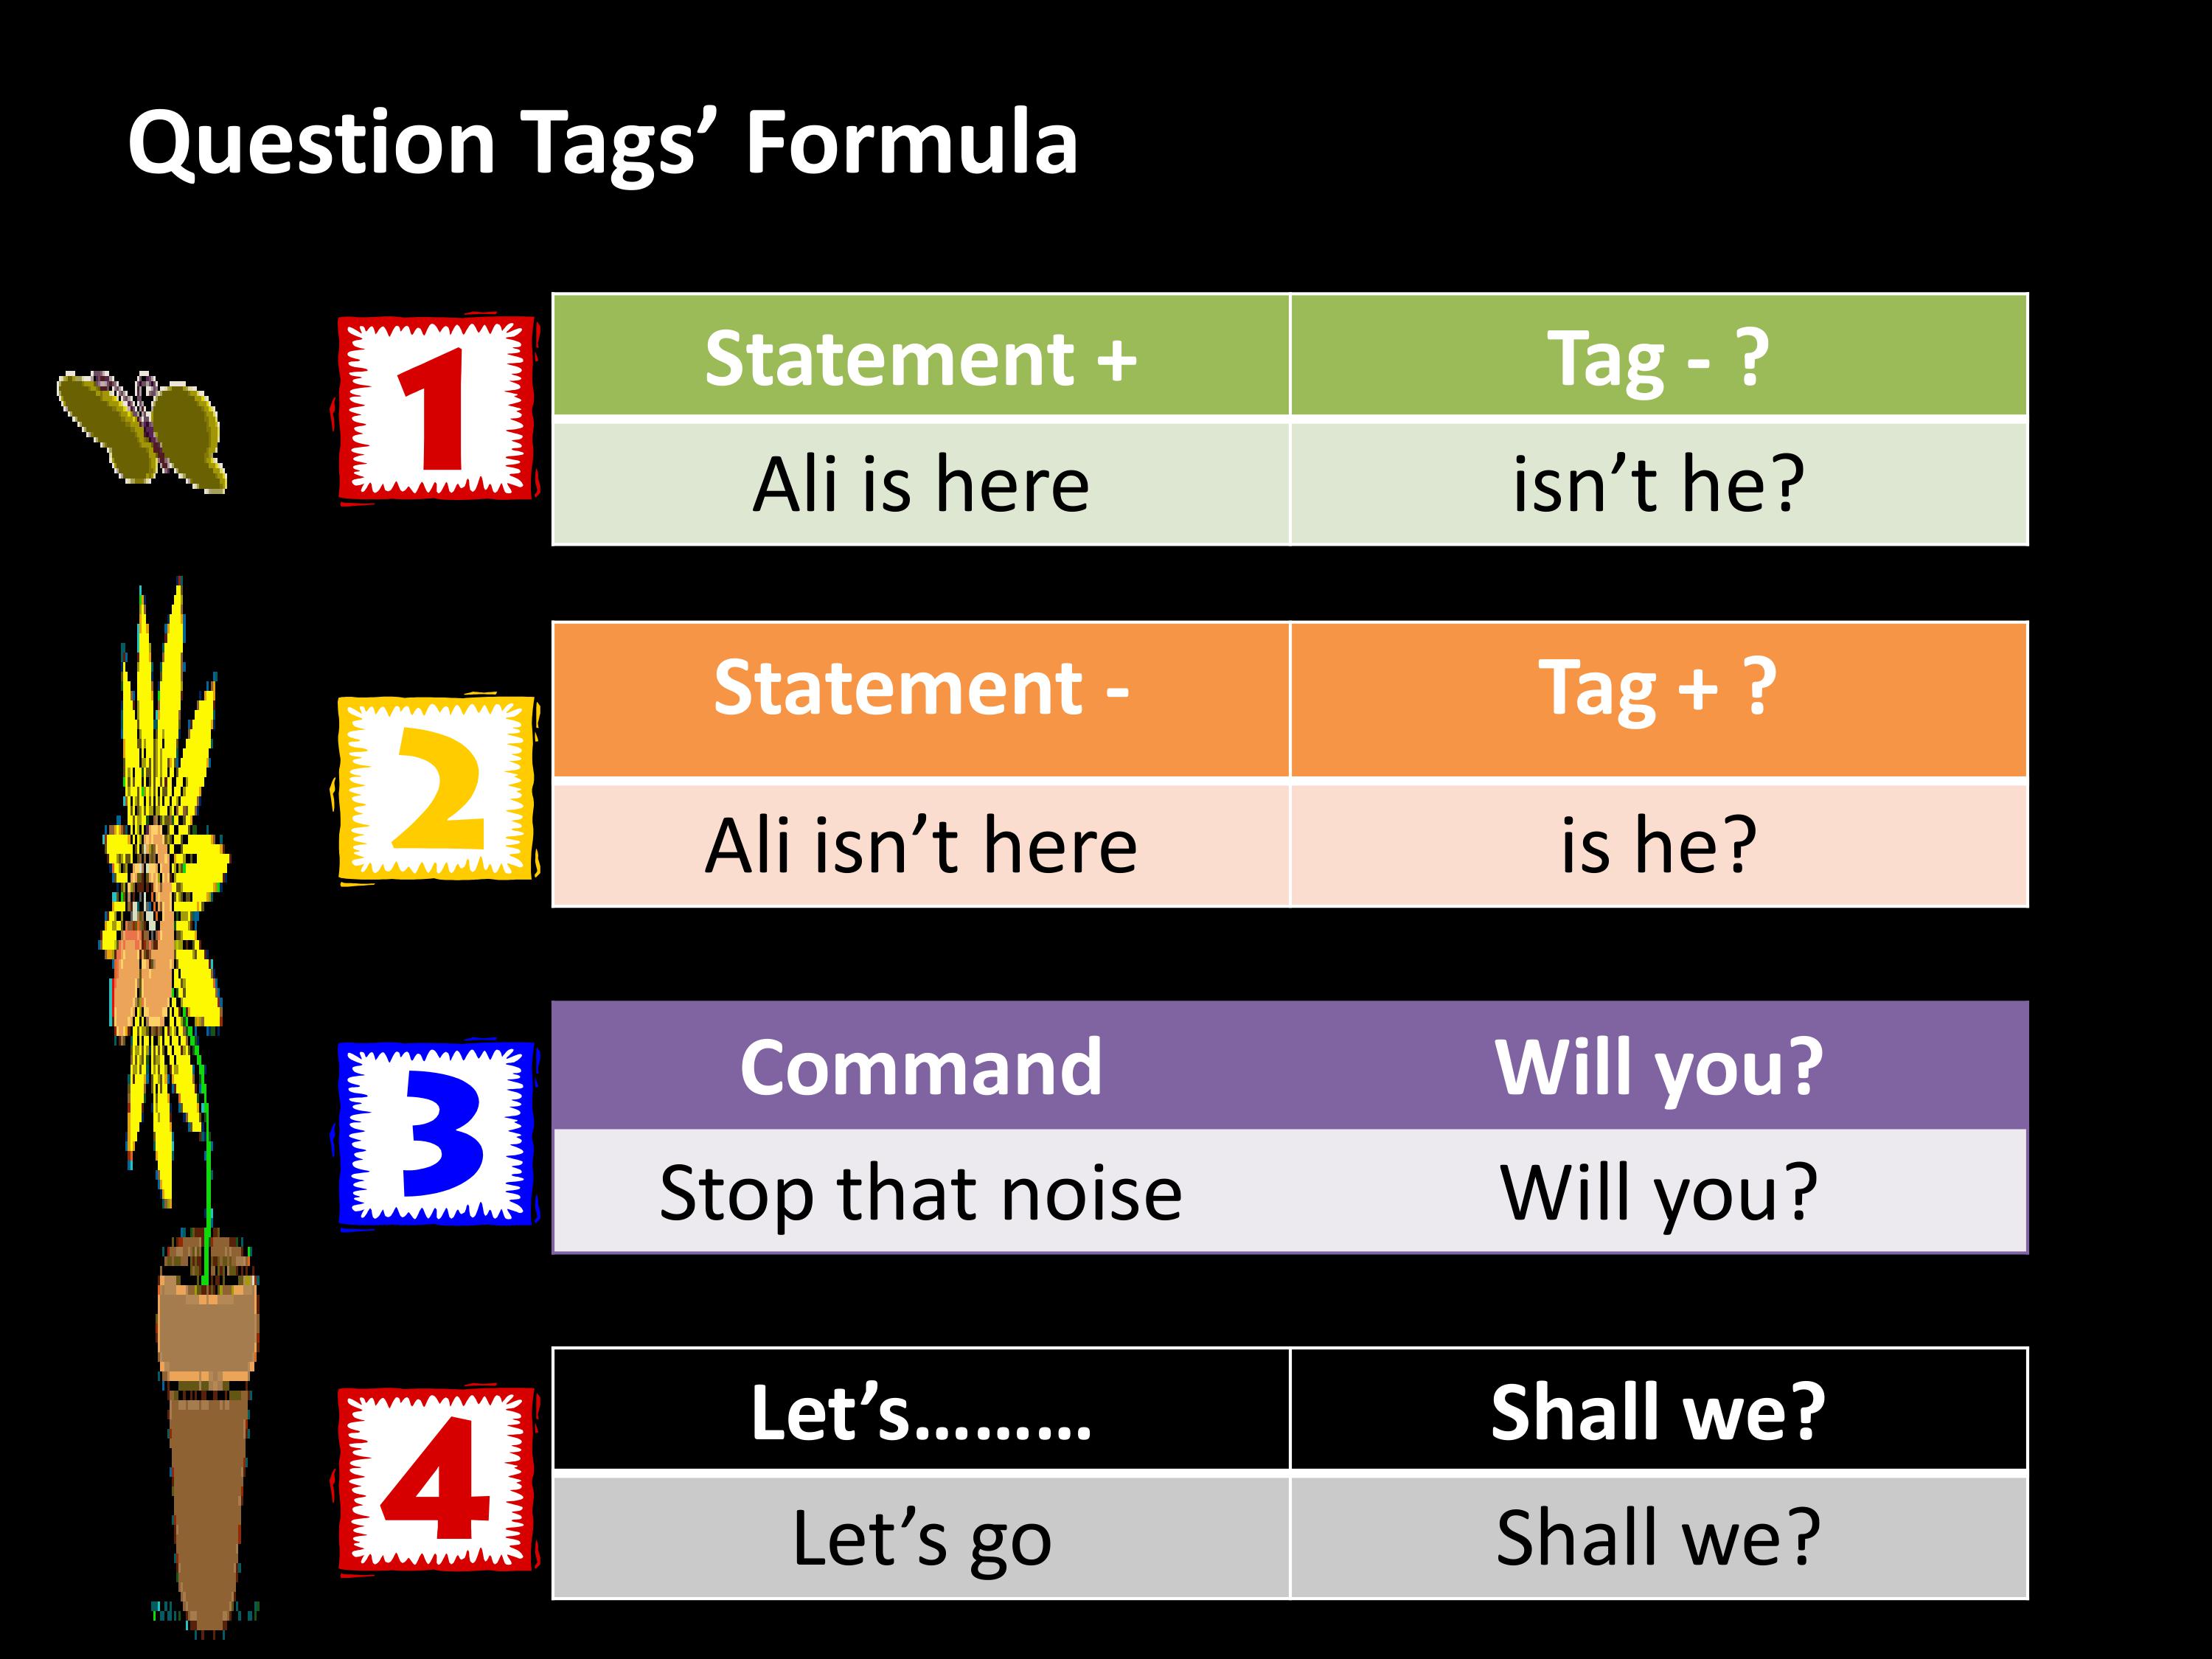 Question Tags’ Formula
1
Statement + Tag - ?
Ali is here isn’t he?
2
Statement - Tag + ?
Ali isn’t here is he?
3
Command Will you?
Stop that noise Will you?
4
Let’s......... Shall we?
Let’s go Shall we?